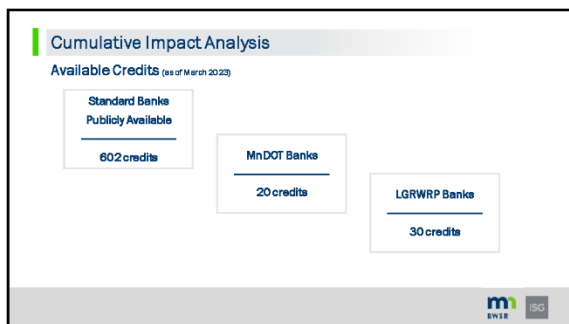 Cumulative Impact Analysis
Available Credits (as of March 2023)
Standard Banks
Publicly Available
602 credits
MnDOT Banks
20 credits
LGRWRP Banks
30 credits
mn
BWSR
ISG